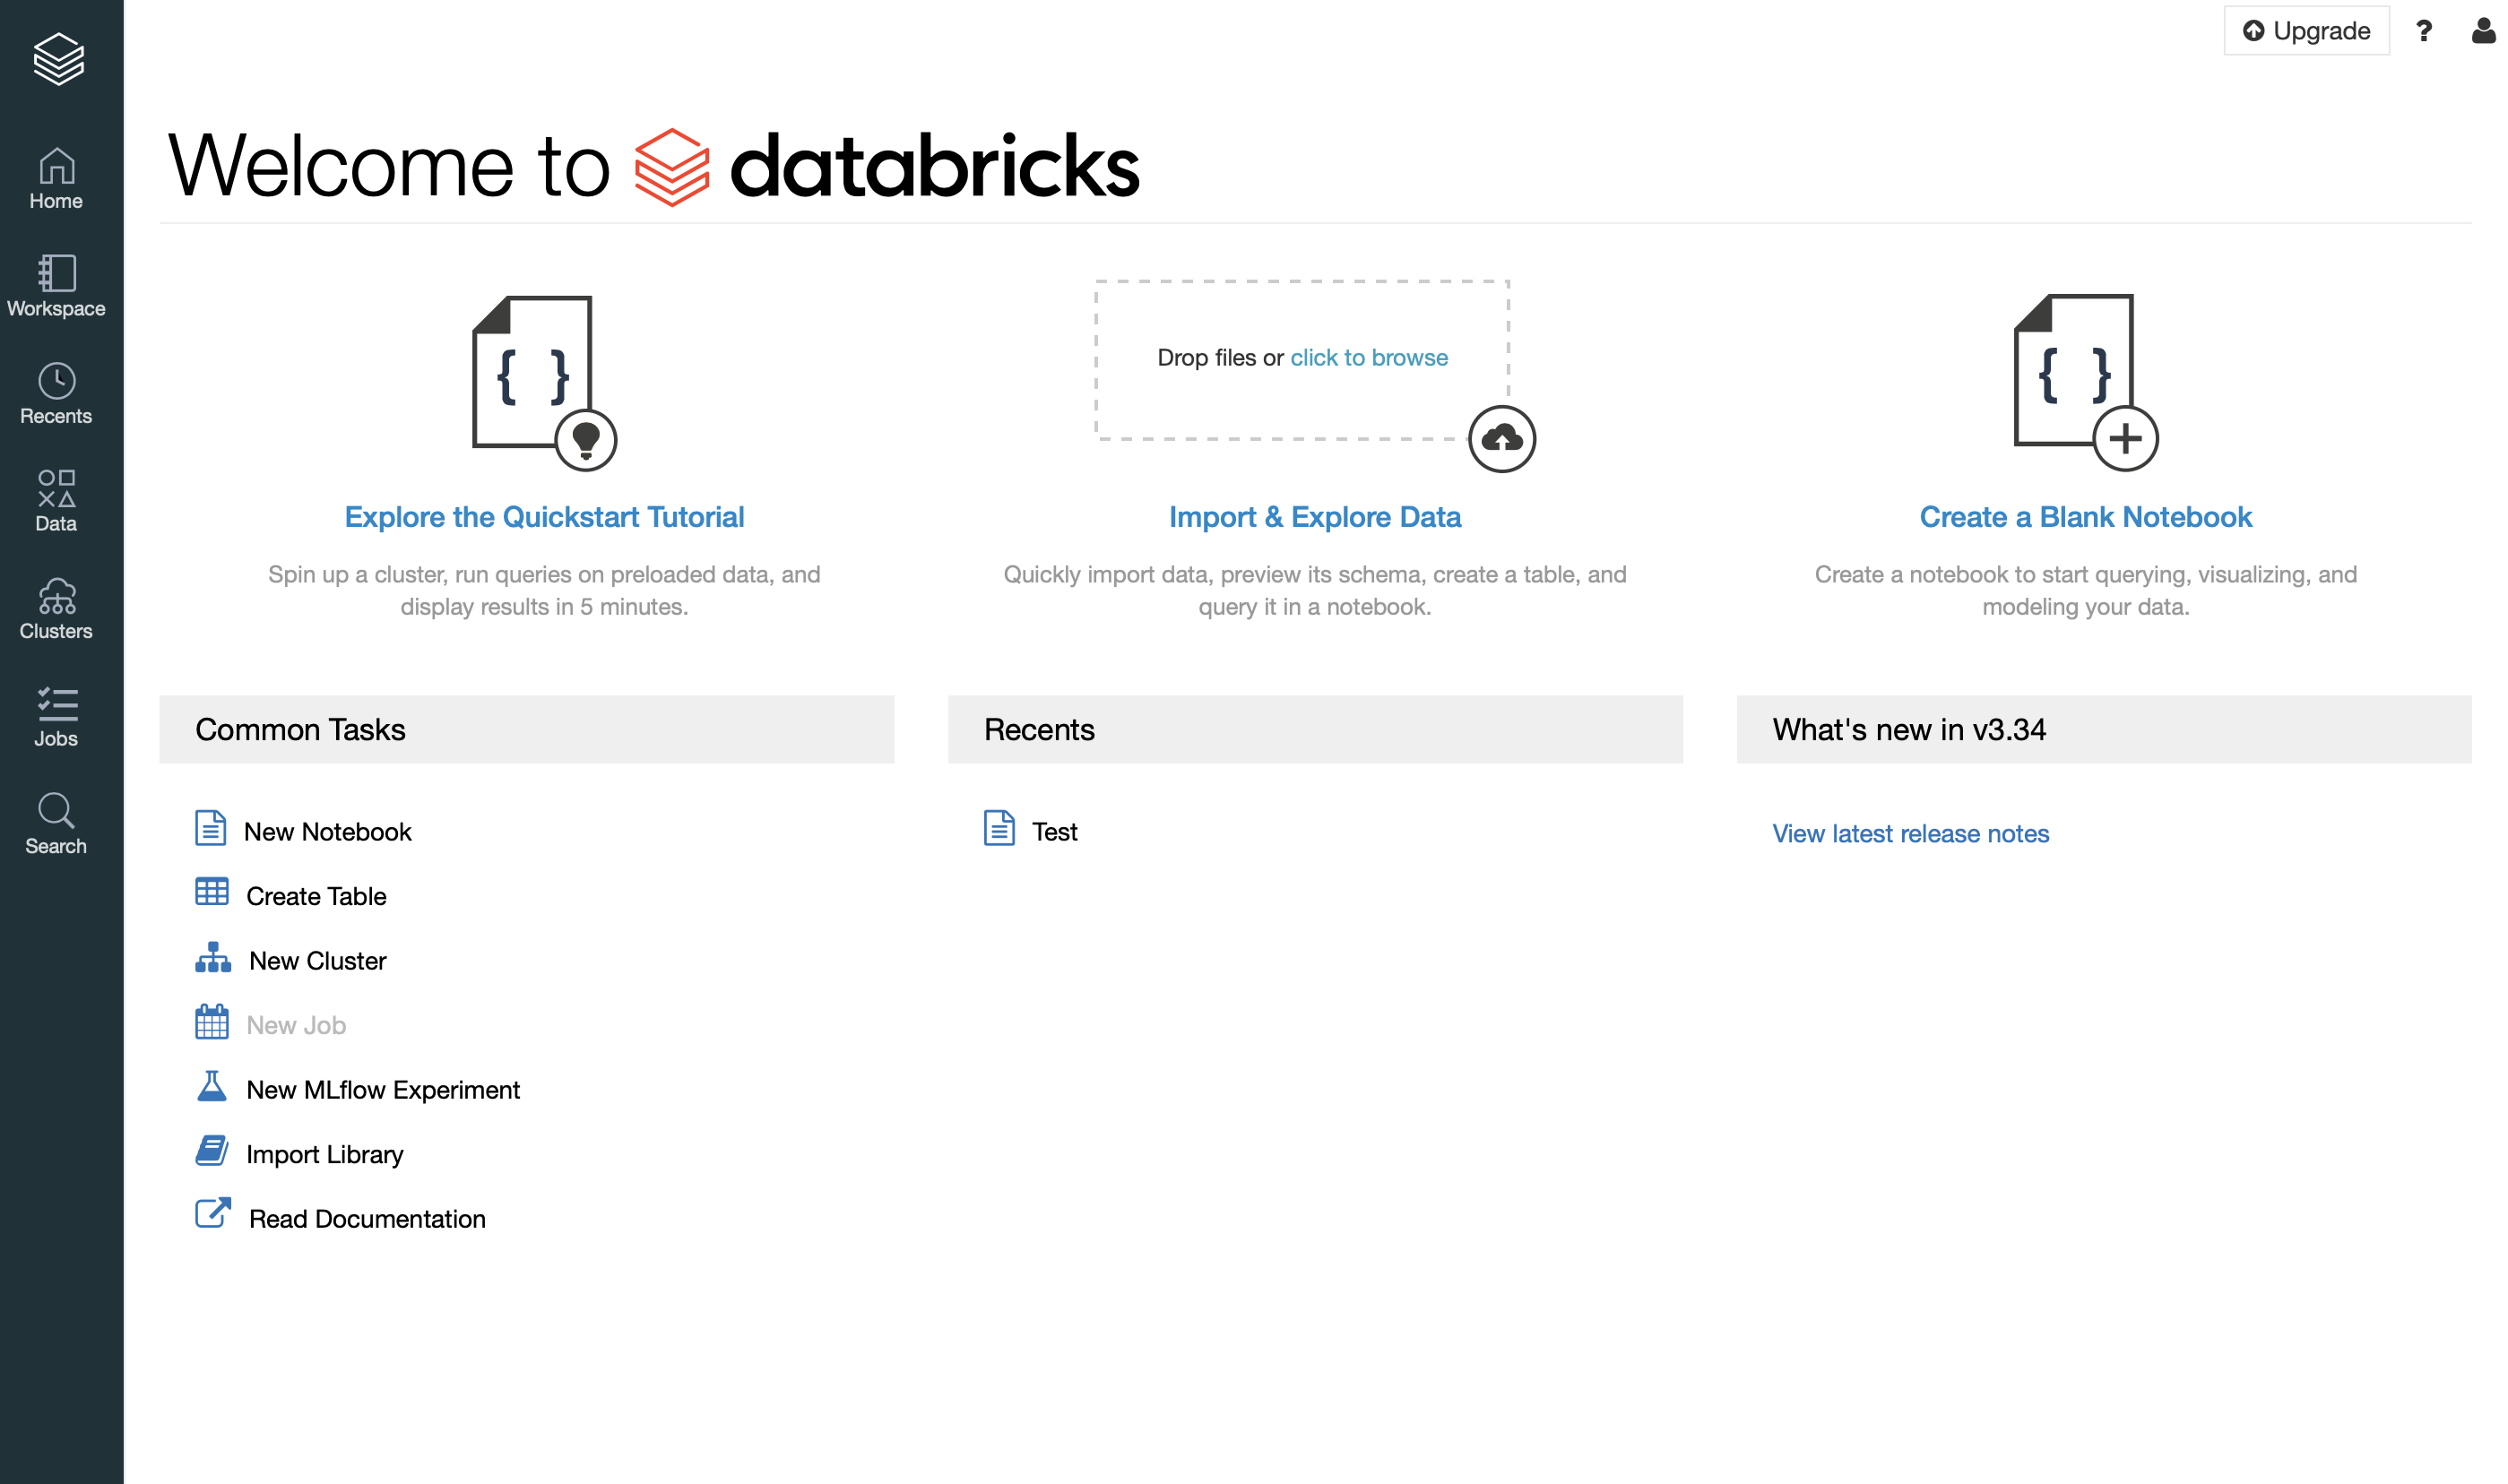 Upgrade ?
Home
Workspace
Recents
Data
Clusters
Jobs
Search
Welcome to databricks
{ }
Explore the Quickstart Tutorial
Spin up a cluster, run queries on preloaded data, and
display results in 5 minutes.
Drop files or click to browse
Import & Explore Data
Quickly import data, preview its schema, create a table, and
query it in a notebook.
{ }
Create a Blank Notebook
Create a notebook to start querying, visualizing, and
modeling your data.
Common Tasks
New Notebook
Create Table
New Cluster
New Job
New MLflow Experiment
Import Library
Read Documentation
Recents
Test
What's new in v3.34
View latest release notes